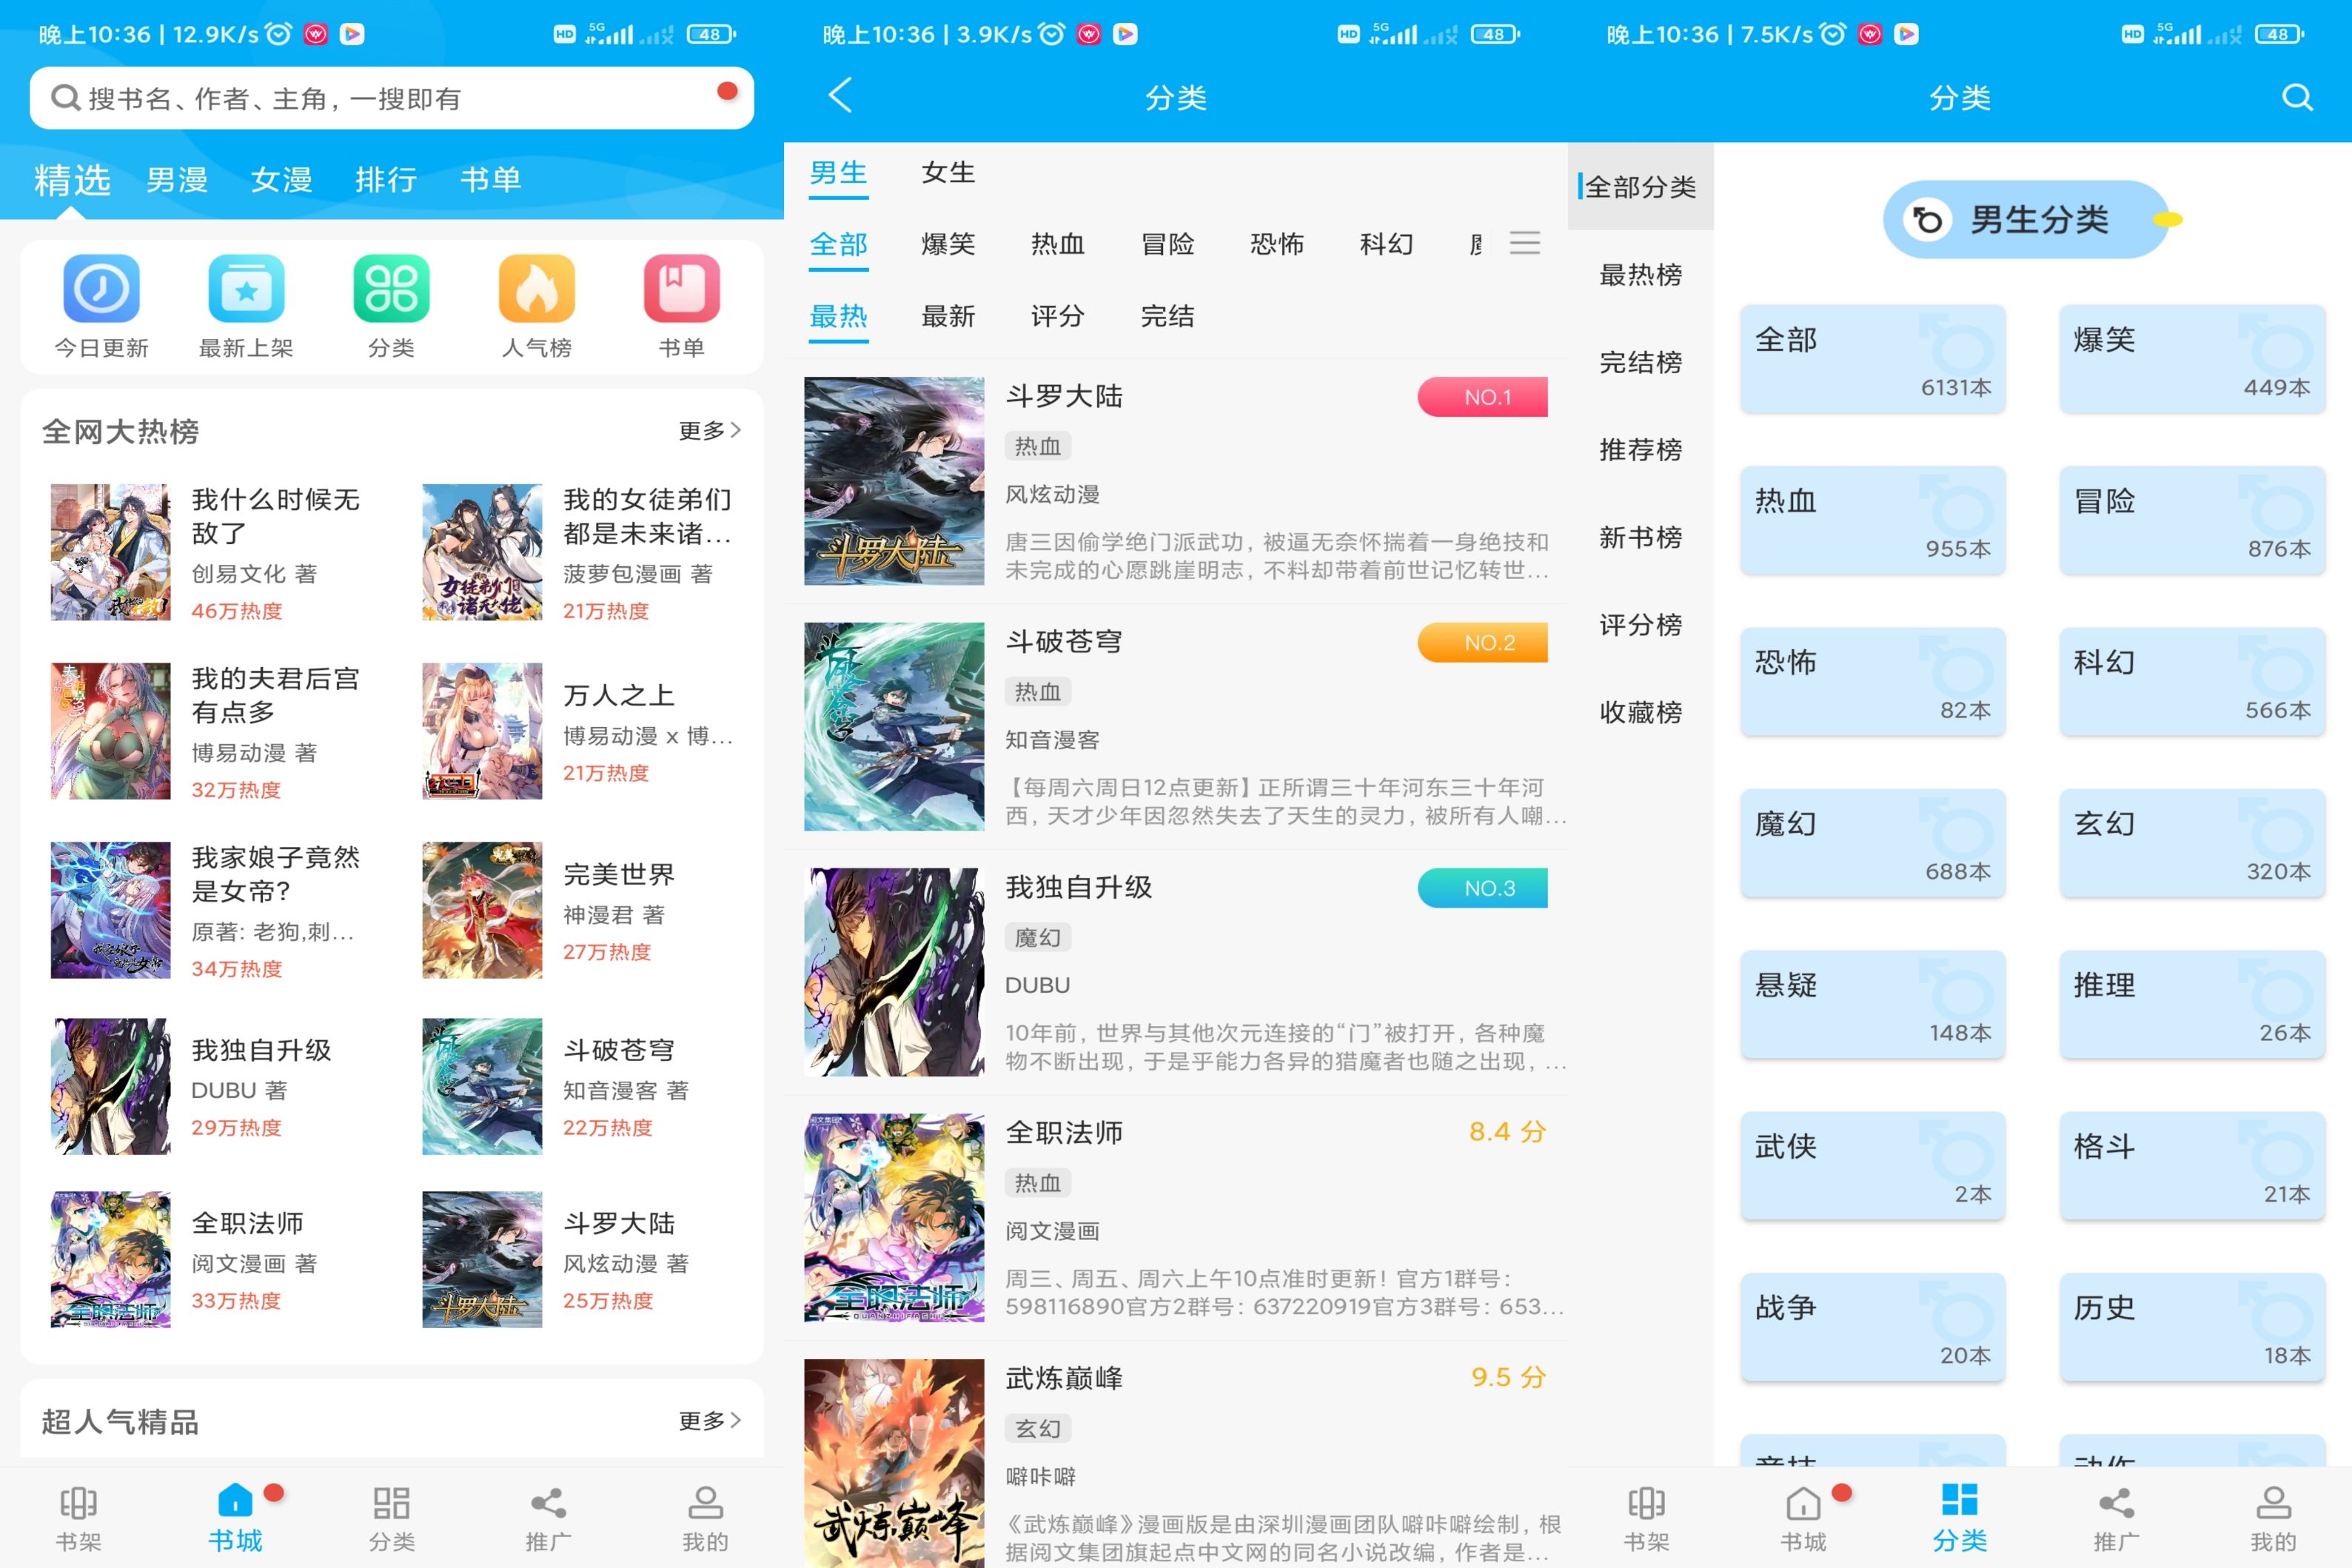 晚上10:36 | 12.9K/s
HD 5G 48
搜书名、作者、主角，一搜即有
精选 男漫 女漫 排行 书单
今日更新 最新上架 分类 人气榜 书单
全网大热榜 更多
我什么时候无
敌了
创易文化 著
46万热度
我的女徒弟们
都是未来诸...
菠萝包漫画 著
21万热度
我的夫君后宫
有点多
博易动漫 著
32万热度
万人之上
博易动漫 x 博...
21万热度
我家娘子竟然
是女帝?
原著: 老狗,刺...
34万热度
完美世界
神漫君 著
27万热度
我独自升级
DUBU 著
29万热度
斗破苍穹
知音漫客 著
22万热度
全职法师
全职法师
阅文漫画 著
33万热度
斗罗大陆
斗罗大陆
风炫动漫 著
25万热度
超人气精品 更多
书架 书城 分类 推广 我的
晚上10:36 | 3.9K/s
HD 5G 48
分类
男生 女生
全部 爆笑 热血 冒险 恐怖 科幻
最热 最新 评分 完结
斗罗大陆
斗罗大陆 NO.1
热血
风炫动漫
唐三因偷学绝门派武功，被逼无奈怀揣着一身绝技和
未完成的心愿跳崖明志，不料却带着前世记忆转世...
斗破苍穹 NO.2
热血
知音漫客
【每周六周日12点更新】正所谓三十年河东三十年河
西，天才少年因忽然失去了天生的灵力，被所有人嘲...
我独自升级 NO.3
魔幻
DUBU
10年前，世界与其他次元连接的“门”被打开，各种魔
物不断出现，于是乎能力各异的猎魔者也随之出现，...
全职法师
全职法师 8.4 分
热血
阅文漫画
周三、周五、周六上午10点准时更新！官方1群号：
598116890官方2群号：637220919官方3群号：653...
武炼巅峰
武炼巅峰 9.5 分
玄幻
噼咔噼
《武炼巅峰》漫画版是由深圳漫画团队噼咔噼绘制，根
据阅文集团旗起点中文网的同名小说改编，作者是...
晚上10:36 | 7.5K/s
HD 5G 48
分类
全部分类
最热榜
完结榜
推荐榜
新书榜
评分榜
收藏榜
男生分类
全部 6131本
爆笑 449本
热血 955本
冒险 876本
恐怖 82本
科幻 566本
魔幻 688本
玄幻 320本
悬疑 148本
推理 26本
武侠 2本
格斗 21本
战争 20本
历史 18本
书架 书城 分类 推广 我的